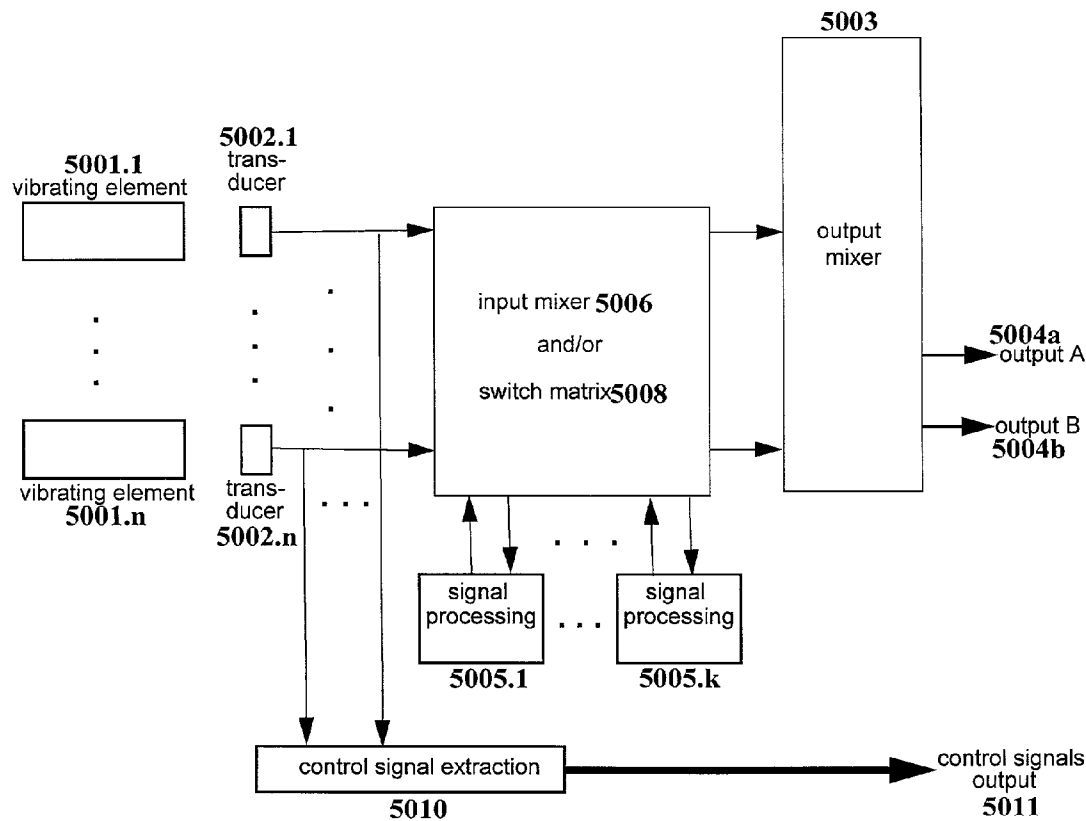 5003
5002.1
trans-
ducer
5001.1
vibrating element
output
mixer
input mixer 5006
and/or
switch matrix 5008
5004a
output A
output B
5004b
vibrating element
5001.n
trans-
ducer
5002.n
signal
processing
5005.1
signal
processing
5005.k
control signal extraction
5010
control signals
output
5011